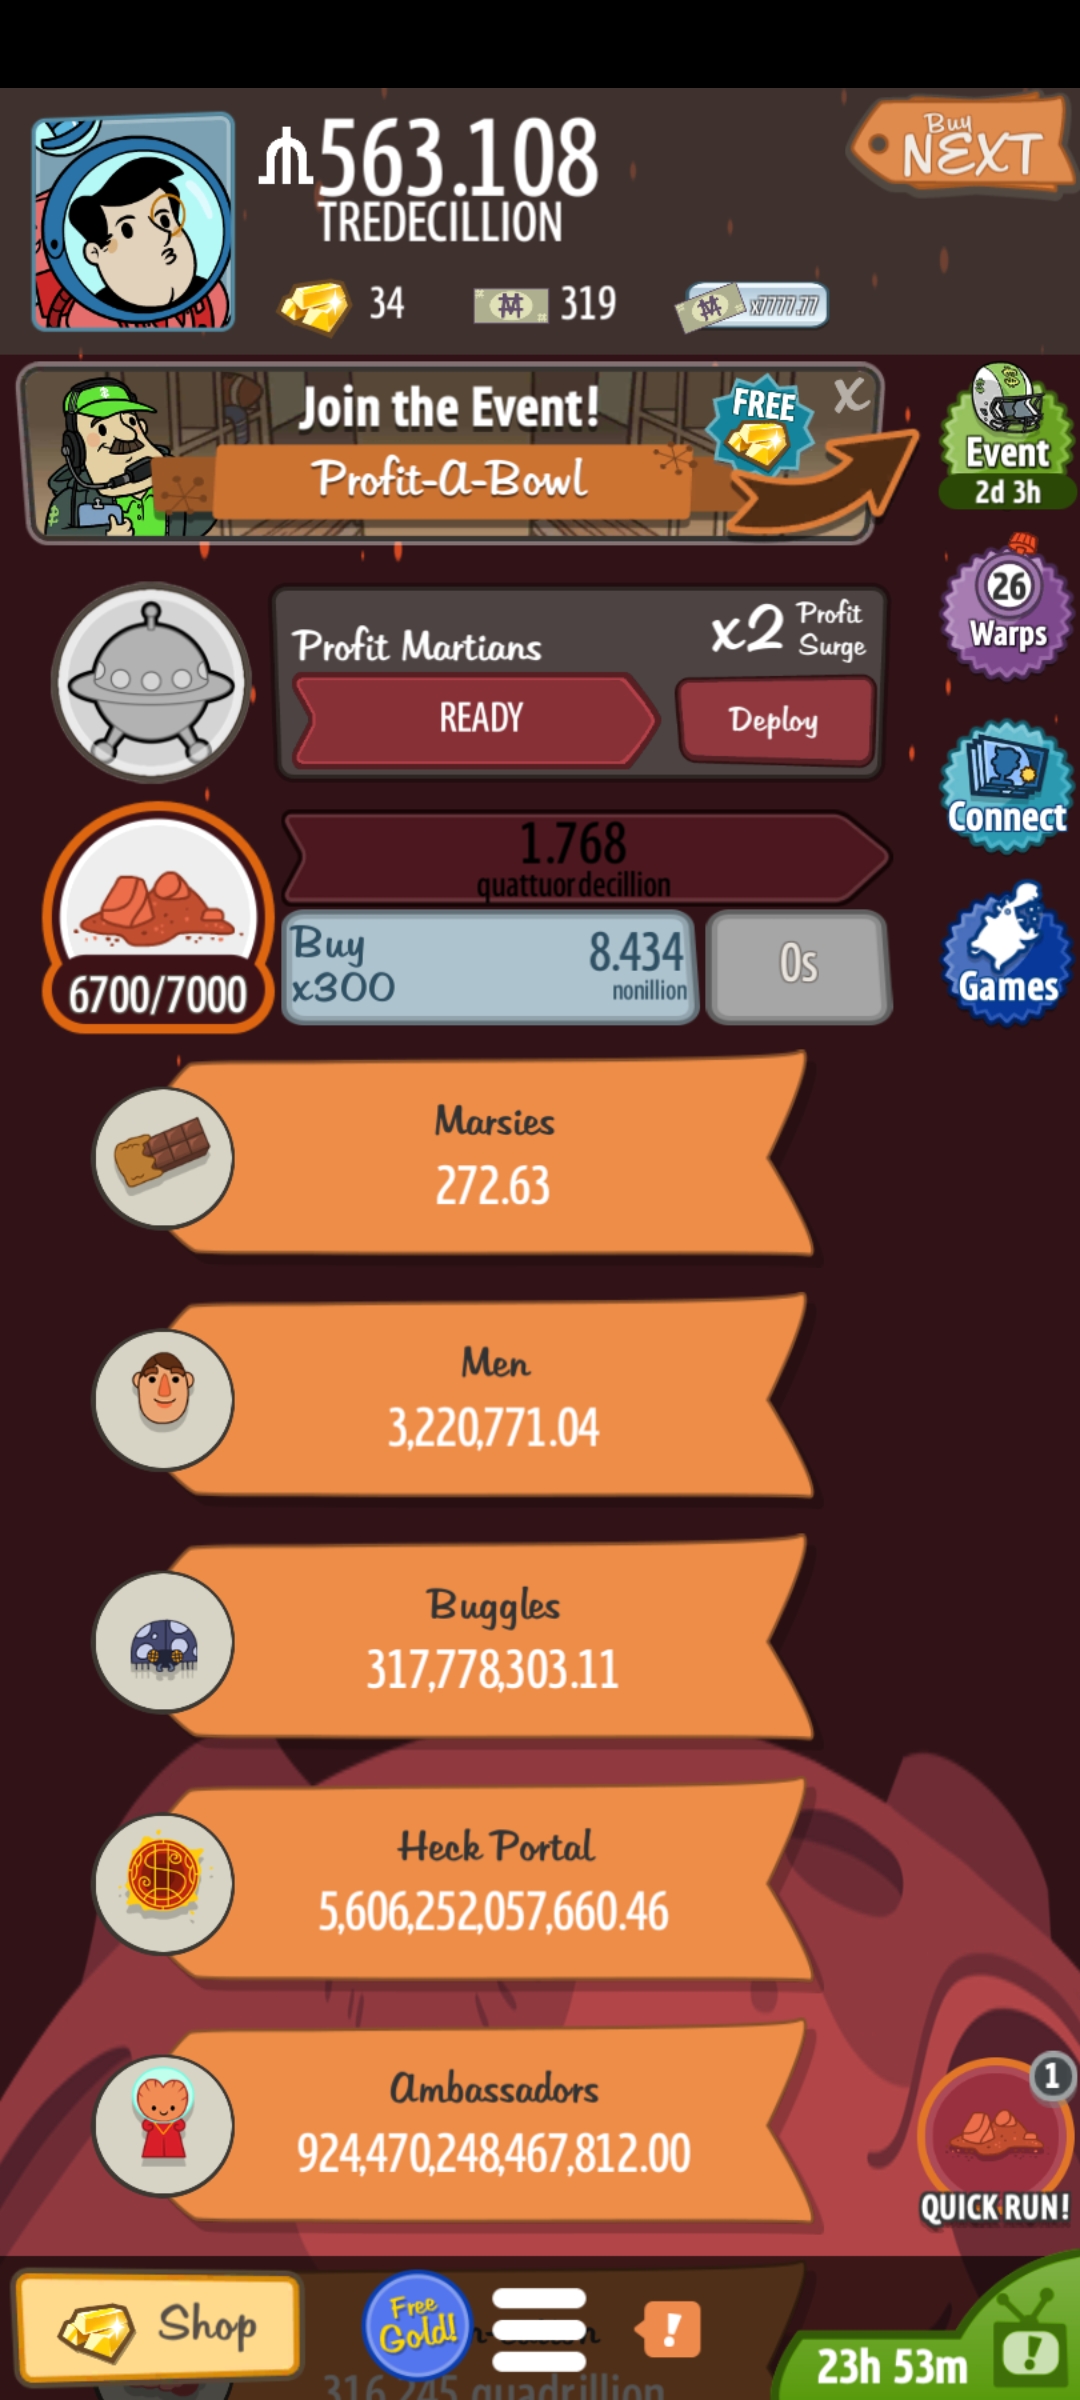 563.108
TREDECILLION
Buy
NEXT
34
319
x7777.77
Join the Event!
Profit-A-Bowl
FREE
Event
2d 3h
Profit Martians
x2 Profit Surge
READY
Deploy
26
Warps
Connect
1.768
quattuordecillion
6700/7000
Buy
x300
8.434
nonillion
0s
Games
Marsies
272.63
Men
3,220,771.04
Buggles
317,778,303.11
Heck Portal
5,606,252,057,660.46
Ambassadors
924,470,248,467,812.00
1
QUICK RUN!
Shop
Free
Gold!
!
23h 53m
!
316.245 quadrillion